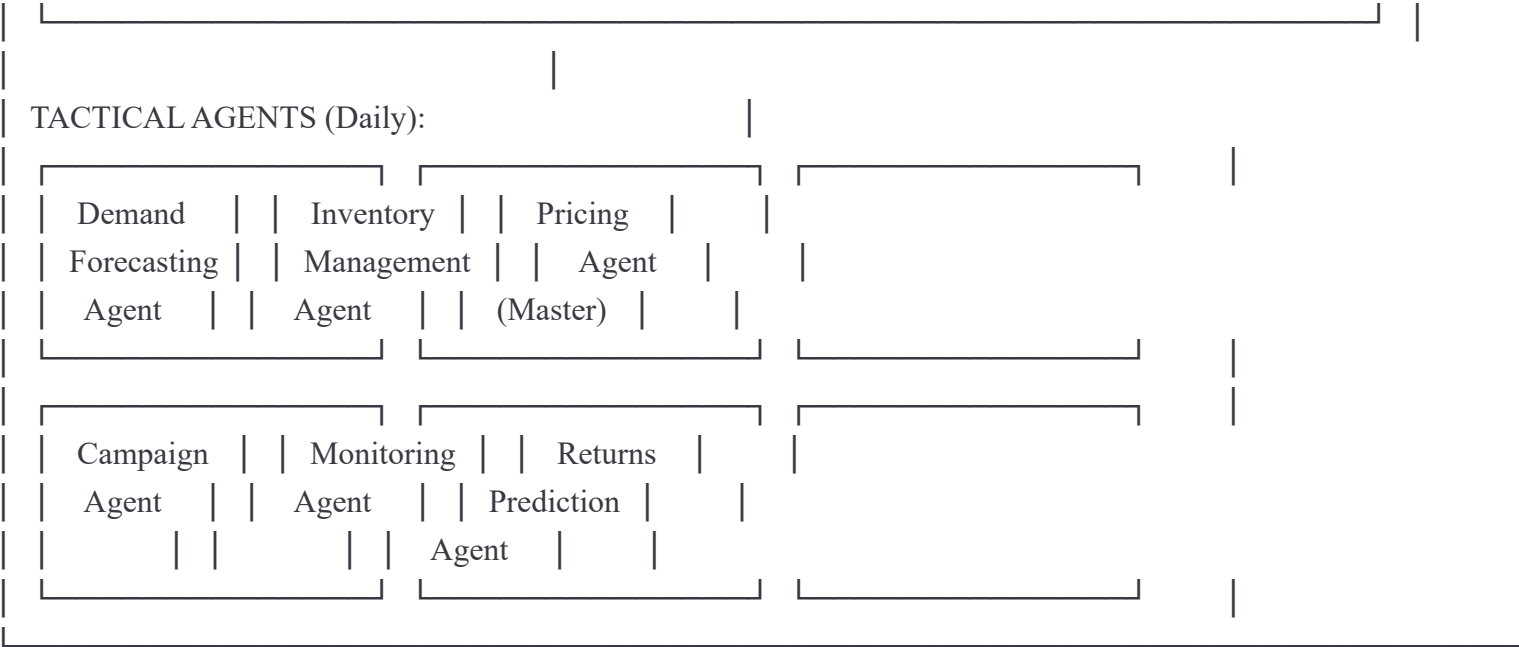 TACTICAL AGENTS (Daily):
Demand Inventory Pricing
Forecasting Management Agent
Agent Agent (Master)
Campaign Monitoring Returns
Agent Agent Prediction
Agent